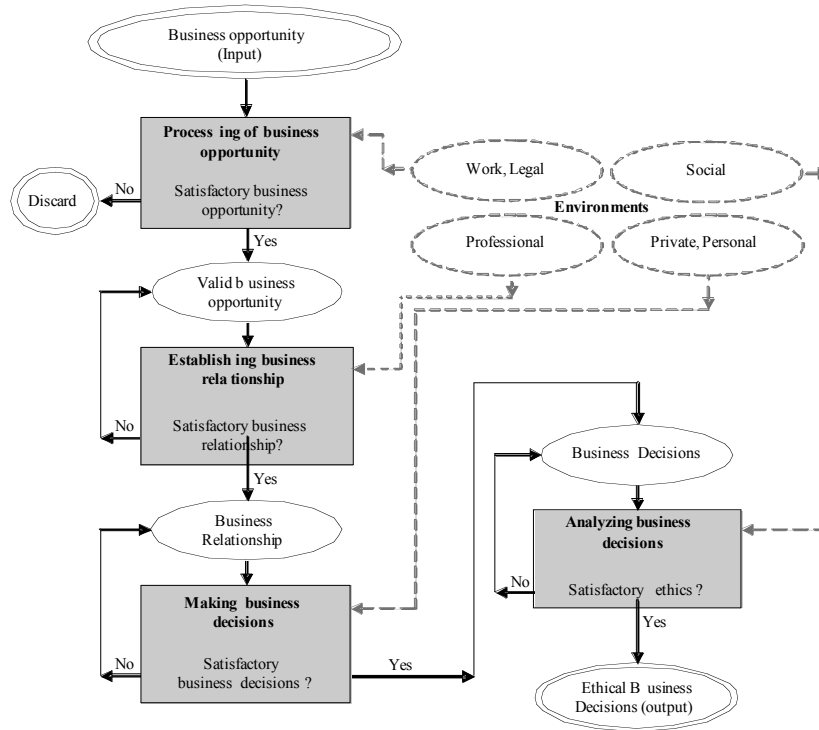 Business opportunity
(Input)
Process ing of business
opportunity
Satisfactory business
opportunity?
No
Discard
Yes
Work, Legal
Social
Environments
Professional
Private, Personal
Valid b usiness
opportunity
Establish ing business
rela tionship
Satisfactory business
relationship?
No
Yes
Business
Relationship
Making business
decisions
Satisfactory
business decisions ?
No
Yes
Business Decisions
Analyzing business
decisions
Satisfactory ethics ?
No
Yes
Ethical B usiness
Decisions (output)